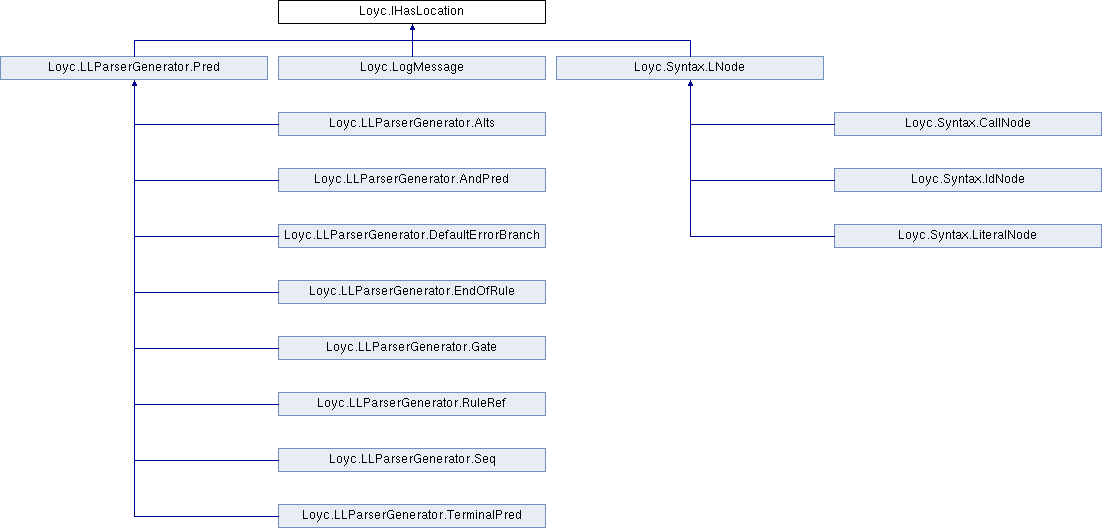 Loyc.IHasLocation
Loyc.LLParserGenerator.Pred
Loyc.LogMessage
Loyc.Syntax.LNode
Loyc.LLParserGenerator.Alts
Loyc.Syntax.CallNode
Loyc.LLParserGenerator.AndPred
Loyc.Syntax.IdNode
Loyc.LLParserGenerator.DefaultErrorBranch
Loyc.Syntax.LiteralNode
Loyc.LLParserGenerator.EndOfRule
Loyc.LLParserGenerator.Gate
Loyc.LLParserGenerator.RuleRef
Loyc.LLParserGenerator.Seq
Loyc.LLParserGenerator.TerminalPred